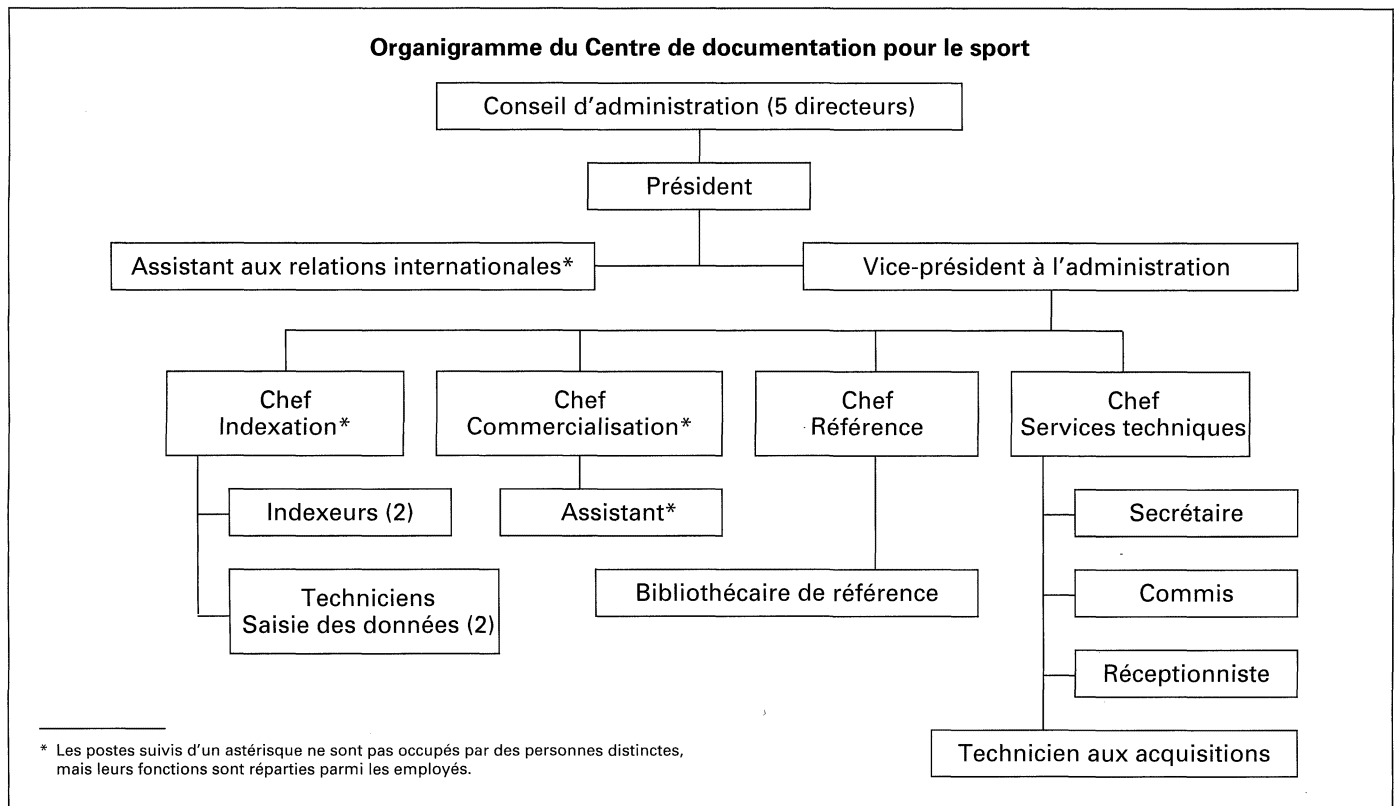 Organigramme du Centre de documentation pour le sport
Conseil d'administration (5 directeurs)
Président
Assistant aux relations internationales*
Vice-président à l'administration
Chef
Indexation*
Chef
Commercialisation*
Chef
Référence
Chef
Services techniques
Indexeurs (2)
Assistant*
Secrétaire
Techniciens
Saisie des données (2)
Bibliothécaire de référence
Commis
Réceptionniste
Technicien aux acquisitions
* Les postes suivis d'un astérisque ne sont pas occupés par des personnes distinctes,
mais leurs fonctions sont réparties parmi les employés.